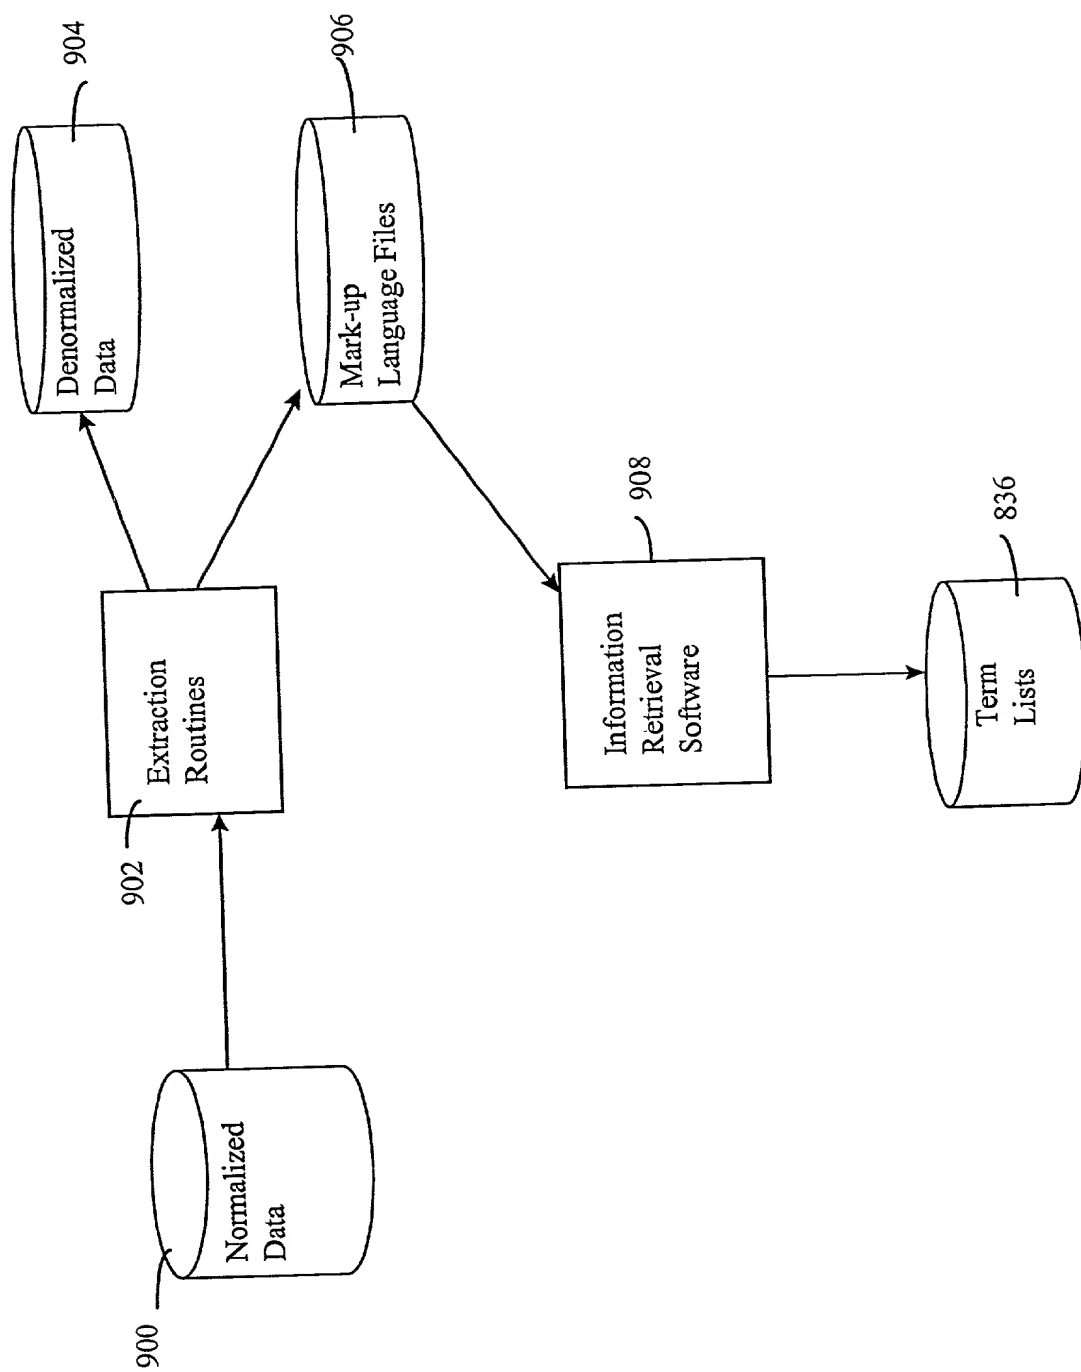 900
Normalized
Data
902
Extraction
Routines
904
Denormalized
Data
906
Mark-up
Language Files
908
Information
Retrieval
Software
836
Term
Lists